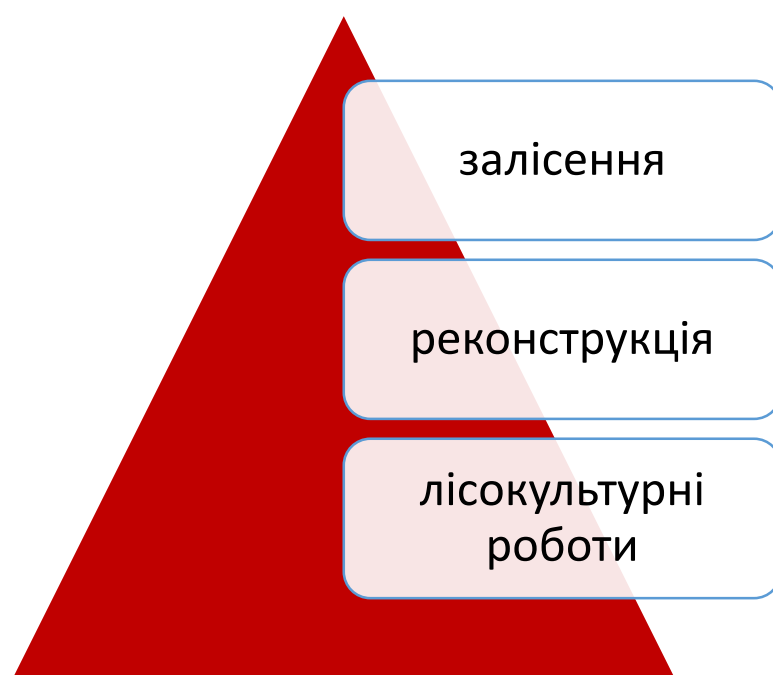 залісення
реконструкція
лісокультурні
роботи